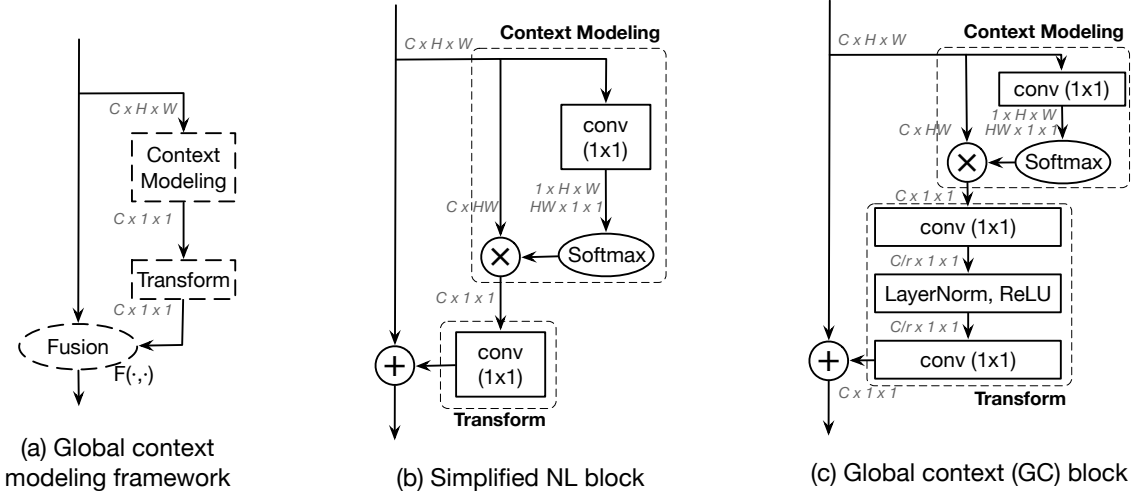 C x H x W
Context
Modeling
C x 1 x 1
Transform
C x 1 x 1
Fusion
F(·,·)
(a) Global context
modeling framework
Context Modeling
C x H x W
conv
(1x1)
1 x H x W
HW x 1 x 1
C x HW
Softmax
C x 1 x 1
conv
(1x1)
Transform
(b) Simplified NL block
Context Modeling
C x H x W
conv (1x1)
1 x H x W
HW x 1 x 1
C x HW
Softmax
C x 1 x 1
conv (1x1)
C/r x 1 x 1
LayerNorm, ReLU
C/r x 1 x 1
conv (1x1)
C x 1 x 1
Transform
(c) Global context (GC) block